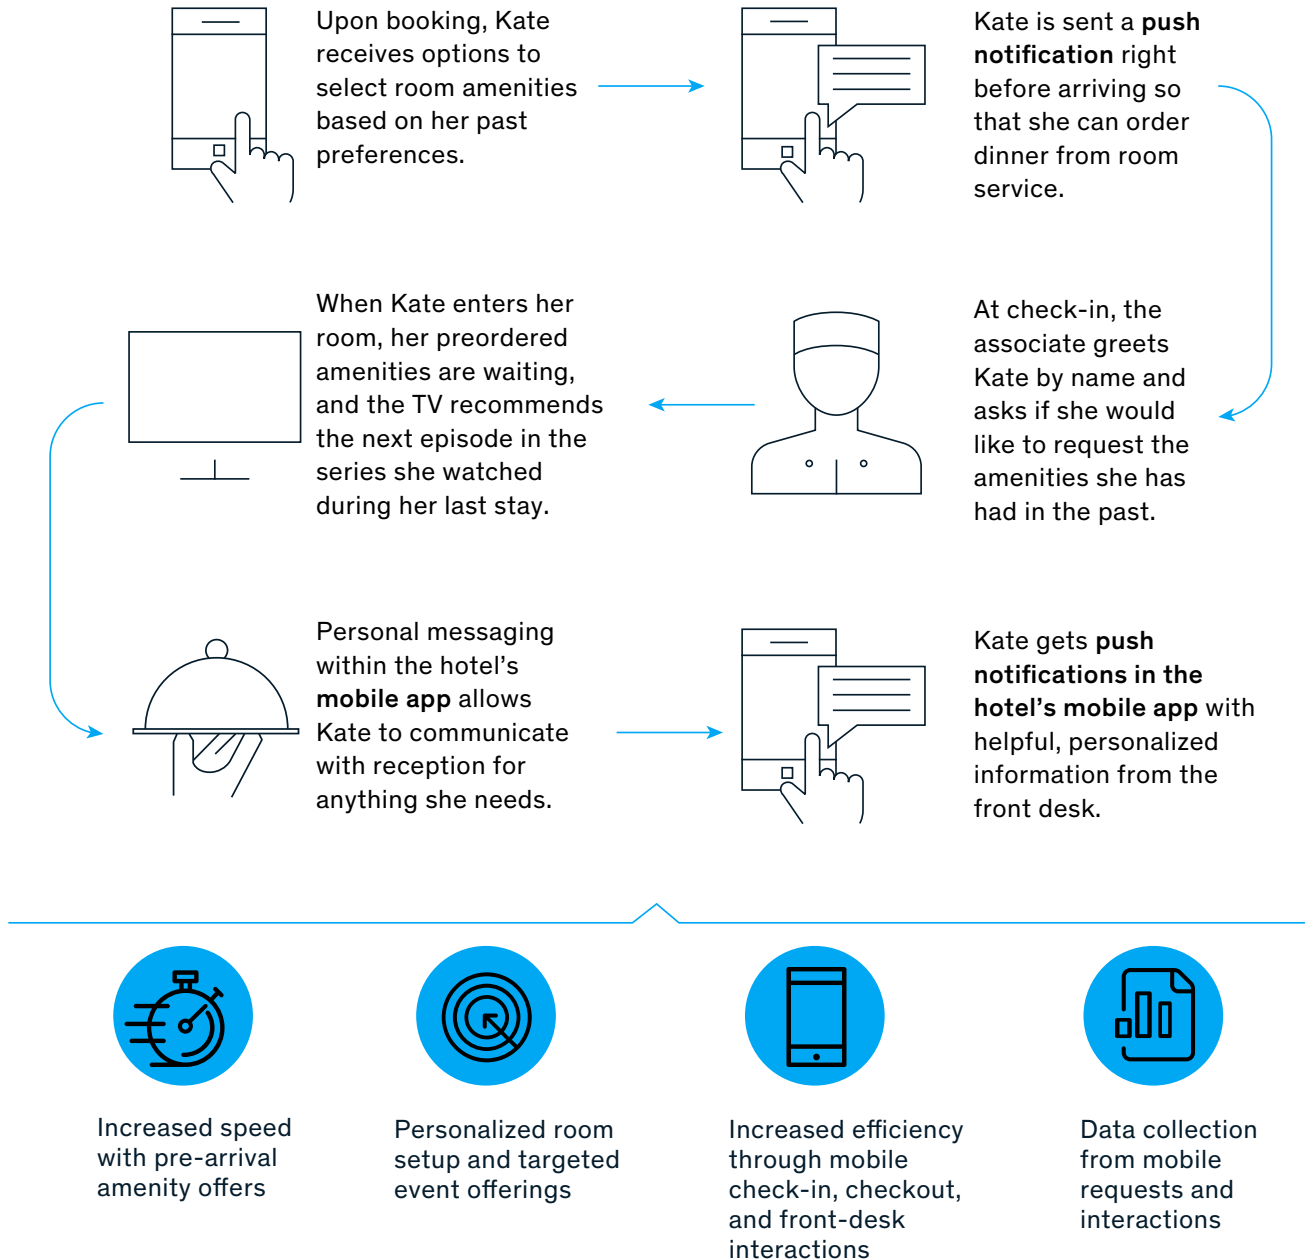 Upon booking, Kate
receives options to
select room amenities
based on her past
preferences.
Kate is sent a push
notification right
before arriving so
that she can order
dinner from room
service.
At check-in, the
associate greets
Kate by name and
asks if she would
like to request the
amenities she has
had in the past.
When Kate enters her
room, her preordered
amenities are waiting,
and the TV recommends
the next episode in the
series she watched
during her last stay.
Personal messaging
within the hotel’s
mobile app allows
Kate to communicate
with reception for
anything she needs.
Kate gets push
notifications in the
hotel’s mobile app with
helpful, personalized
information from the
front desk.
Increased speed
with pre-arrival
amenity offers
Personalized room
setup and targeted
event offerings
Increased efficiency
through mobile
check-in, checkout,
and front-desk
interactions
Data collection
from mobile
requests and
interactions